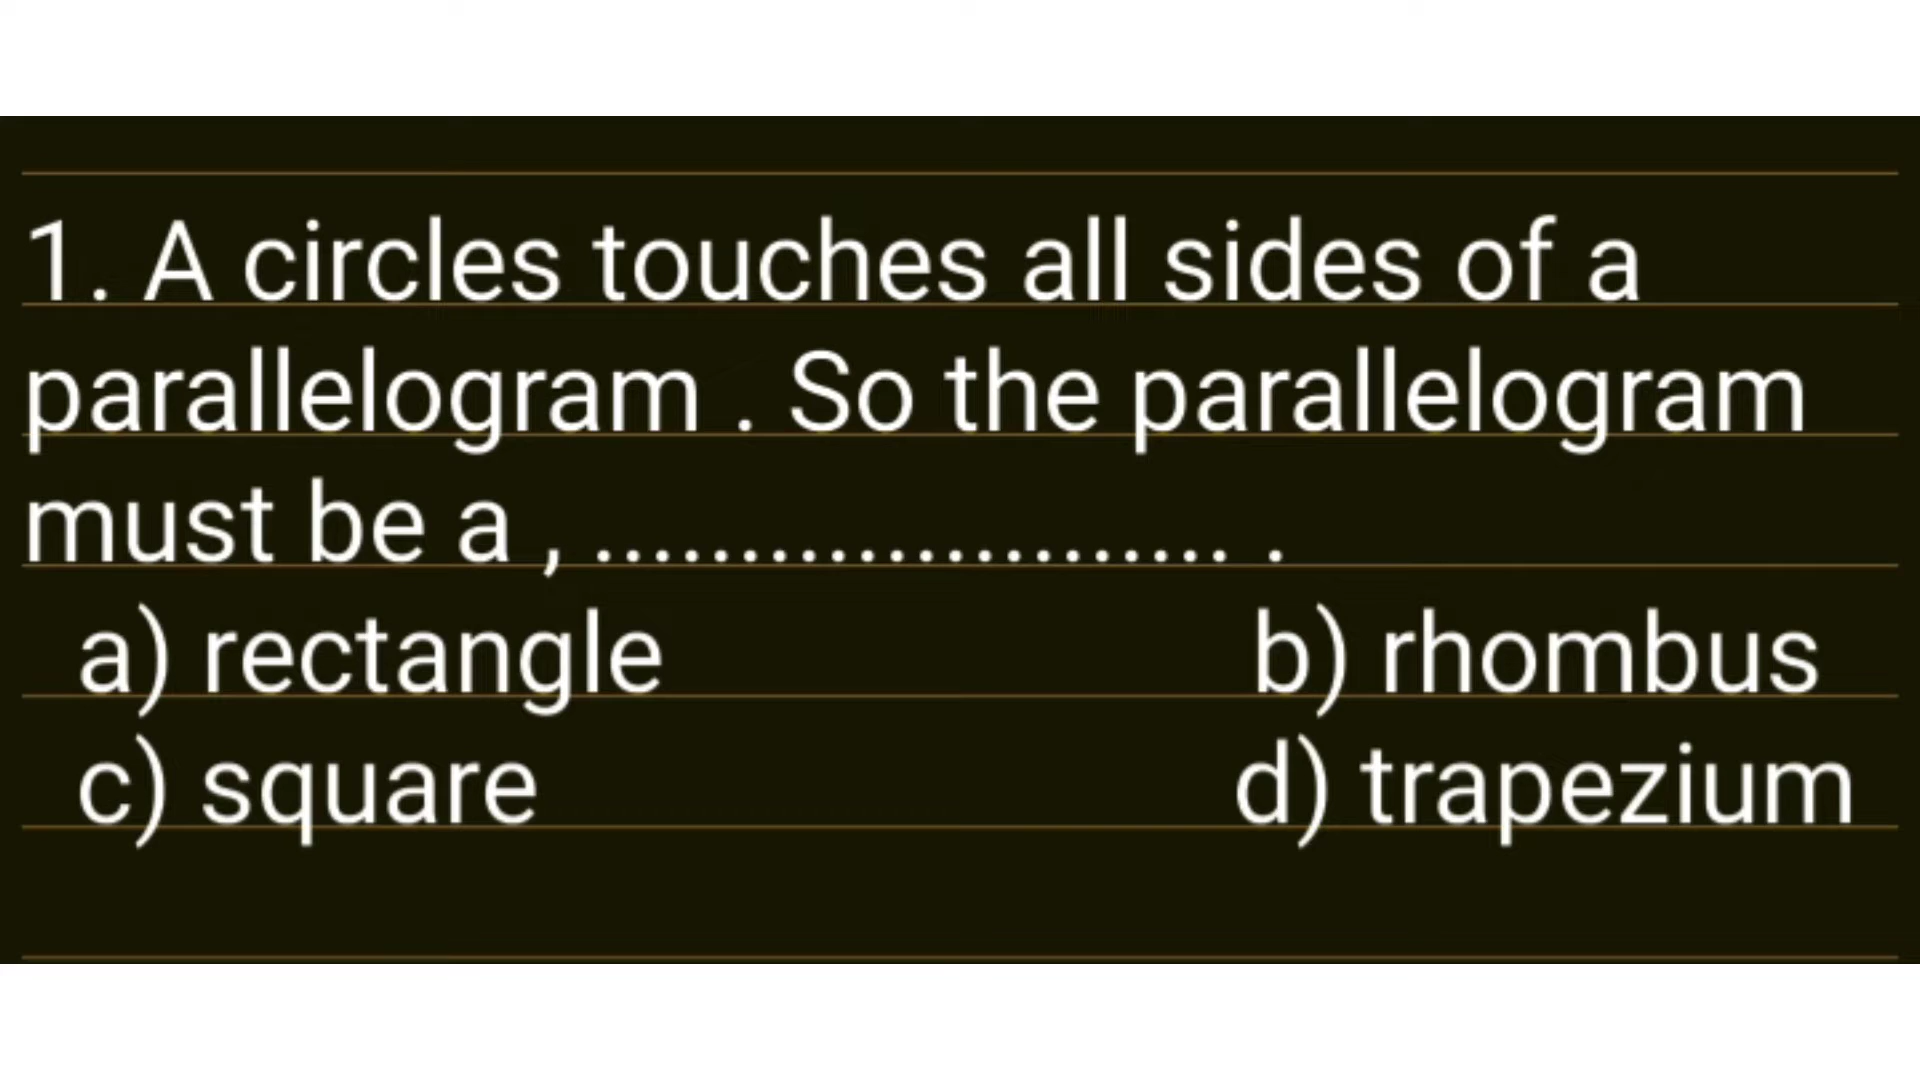 1. A circles touches all sides of a
parallelogram . So the parallelogram
must be a , ...................... .
a) rectangle b) rhombus
c) square d) trapezium